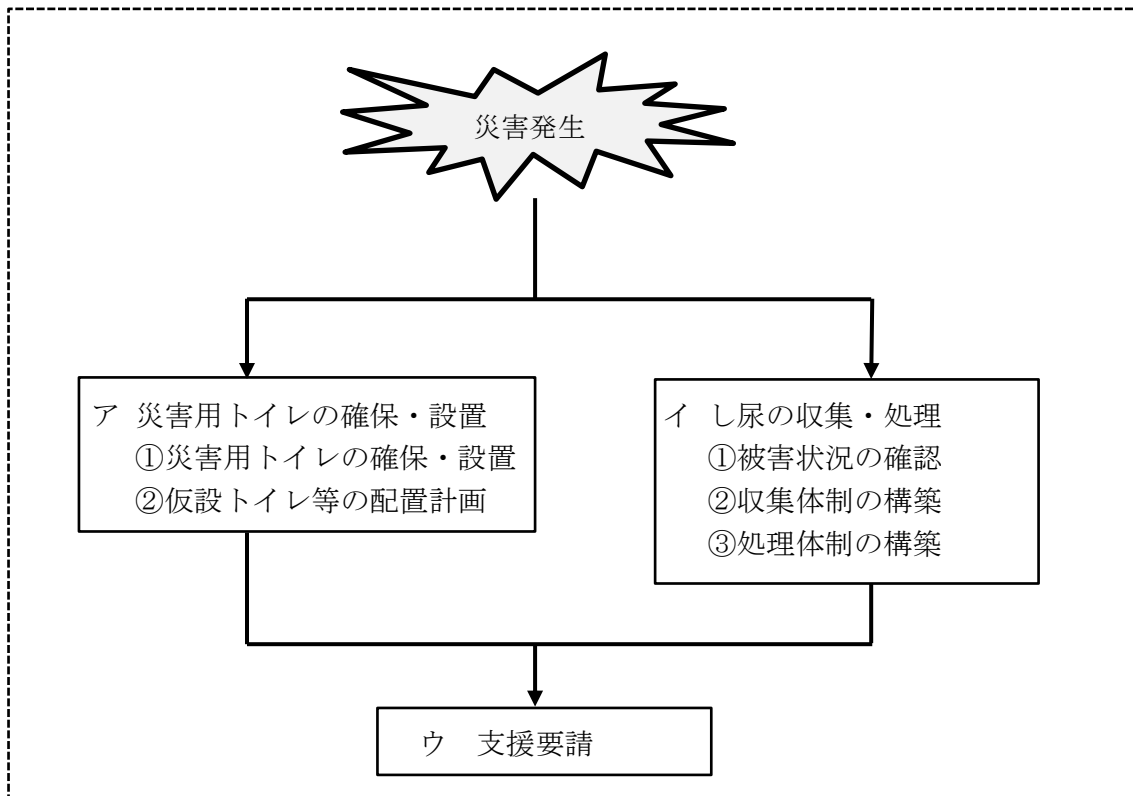 災害発生
ア 災害用トイレの確保・設置
①災害用トイレの確保・設置
②仮設トイレ等の配置計画
イ し尿の収集・処理
①被害状況の確認
②収集体制の構築
③処理体制の構築
ウ 支援要請